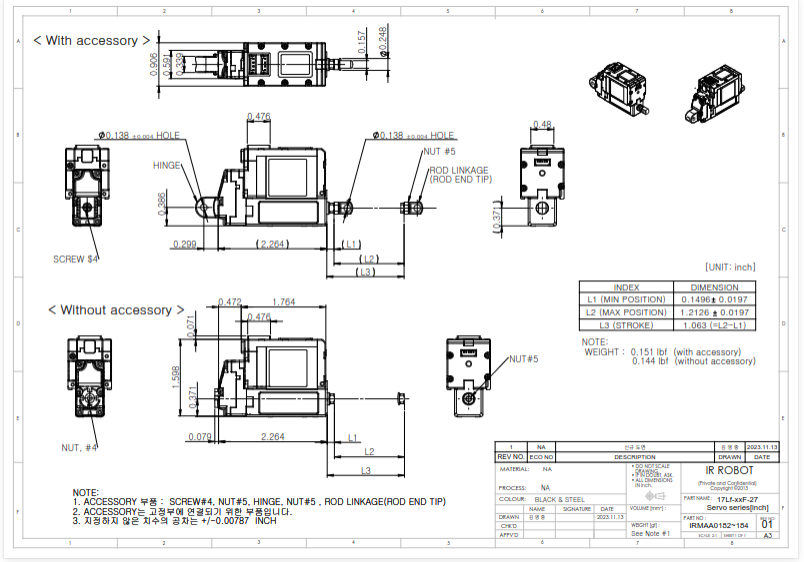 1 2 3 4 5 6 7 8
A A
B B
C C
D D
E E
F F
< With accessory >
0.906
0.591
0.339
0.157
Ø0.248
0.476
Ø0.138 ±0.004 HOLE
Ø0.138 ±0.004 HOLE
NUT #5
HINGE
ROD LINKAGE
(ROD END TIP)
0.386
0.299
( 2.264 )
( L1 )
( L2 )
( L3 )
SCREW $4
0.48
( 0.371 )
[UNIT: inch]
INDEX DIMENSION
L1 (MIN POSITION) 0.1496± 0.0197
L2 (MAX POSITION) 1.2126 ± 0.0197
L3 (STROKE) 1.063 (=L2-L1)
NOTE:
WEIGHT : 0.151 lbf (with accessory)
0.144 lbf (without accessory)
< Without accessory >
0.472
1.764
0.476
0.071
1.598
0.371
0.079
2.264
L1
L2
L3
NUT, #4
NUT#5
NOTE:
1. ACCESSORY 부품 : SCREW#4, NUT#5, HINGE, NUT#5 , ROD LINKAGE(ROD END TIP)
2. ACCESSORY는 고정부에 연결되기 위한 부품입니다.
3. 지정하지 않은 치수의 공차는 +/-0.00787 INCH
1 NA 신규 도면 2023.11.13
REV NO. ECO NO DESCRIPTION DRAWN DATE
MATERIAL: NA
PROCESS: NA
COLOUR: BLACK & STEEL
• DO NOT SCALE
DRAWING.
• IF IN DOUBT, ASK.
• ALL DIMENSIONS
IN inch.
IR ROBOT
(Private and Confidential)
Copyright ©2013
PART NAME : 17Lf-xxF-27
Servo series[inch]
NAME SIGNATURE DATE
DRAWN 2023.11.13
CHK'D
APPV'D
VOLUME [mm³] :
WEIGHT [gf] :
See Note #1
PART NO :
IRMAA0182~184
REV NO.
01
SCALE 2:1 SHEET 1 OF 1
A3
1 2 3 4 5 6 7 8